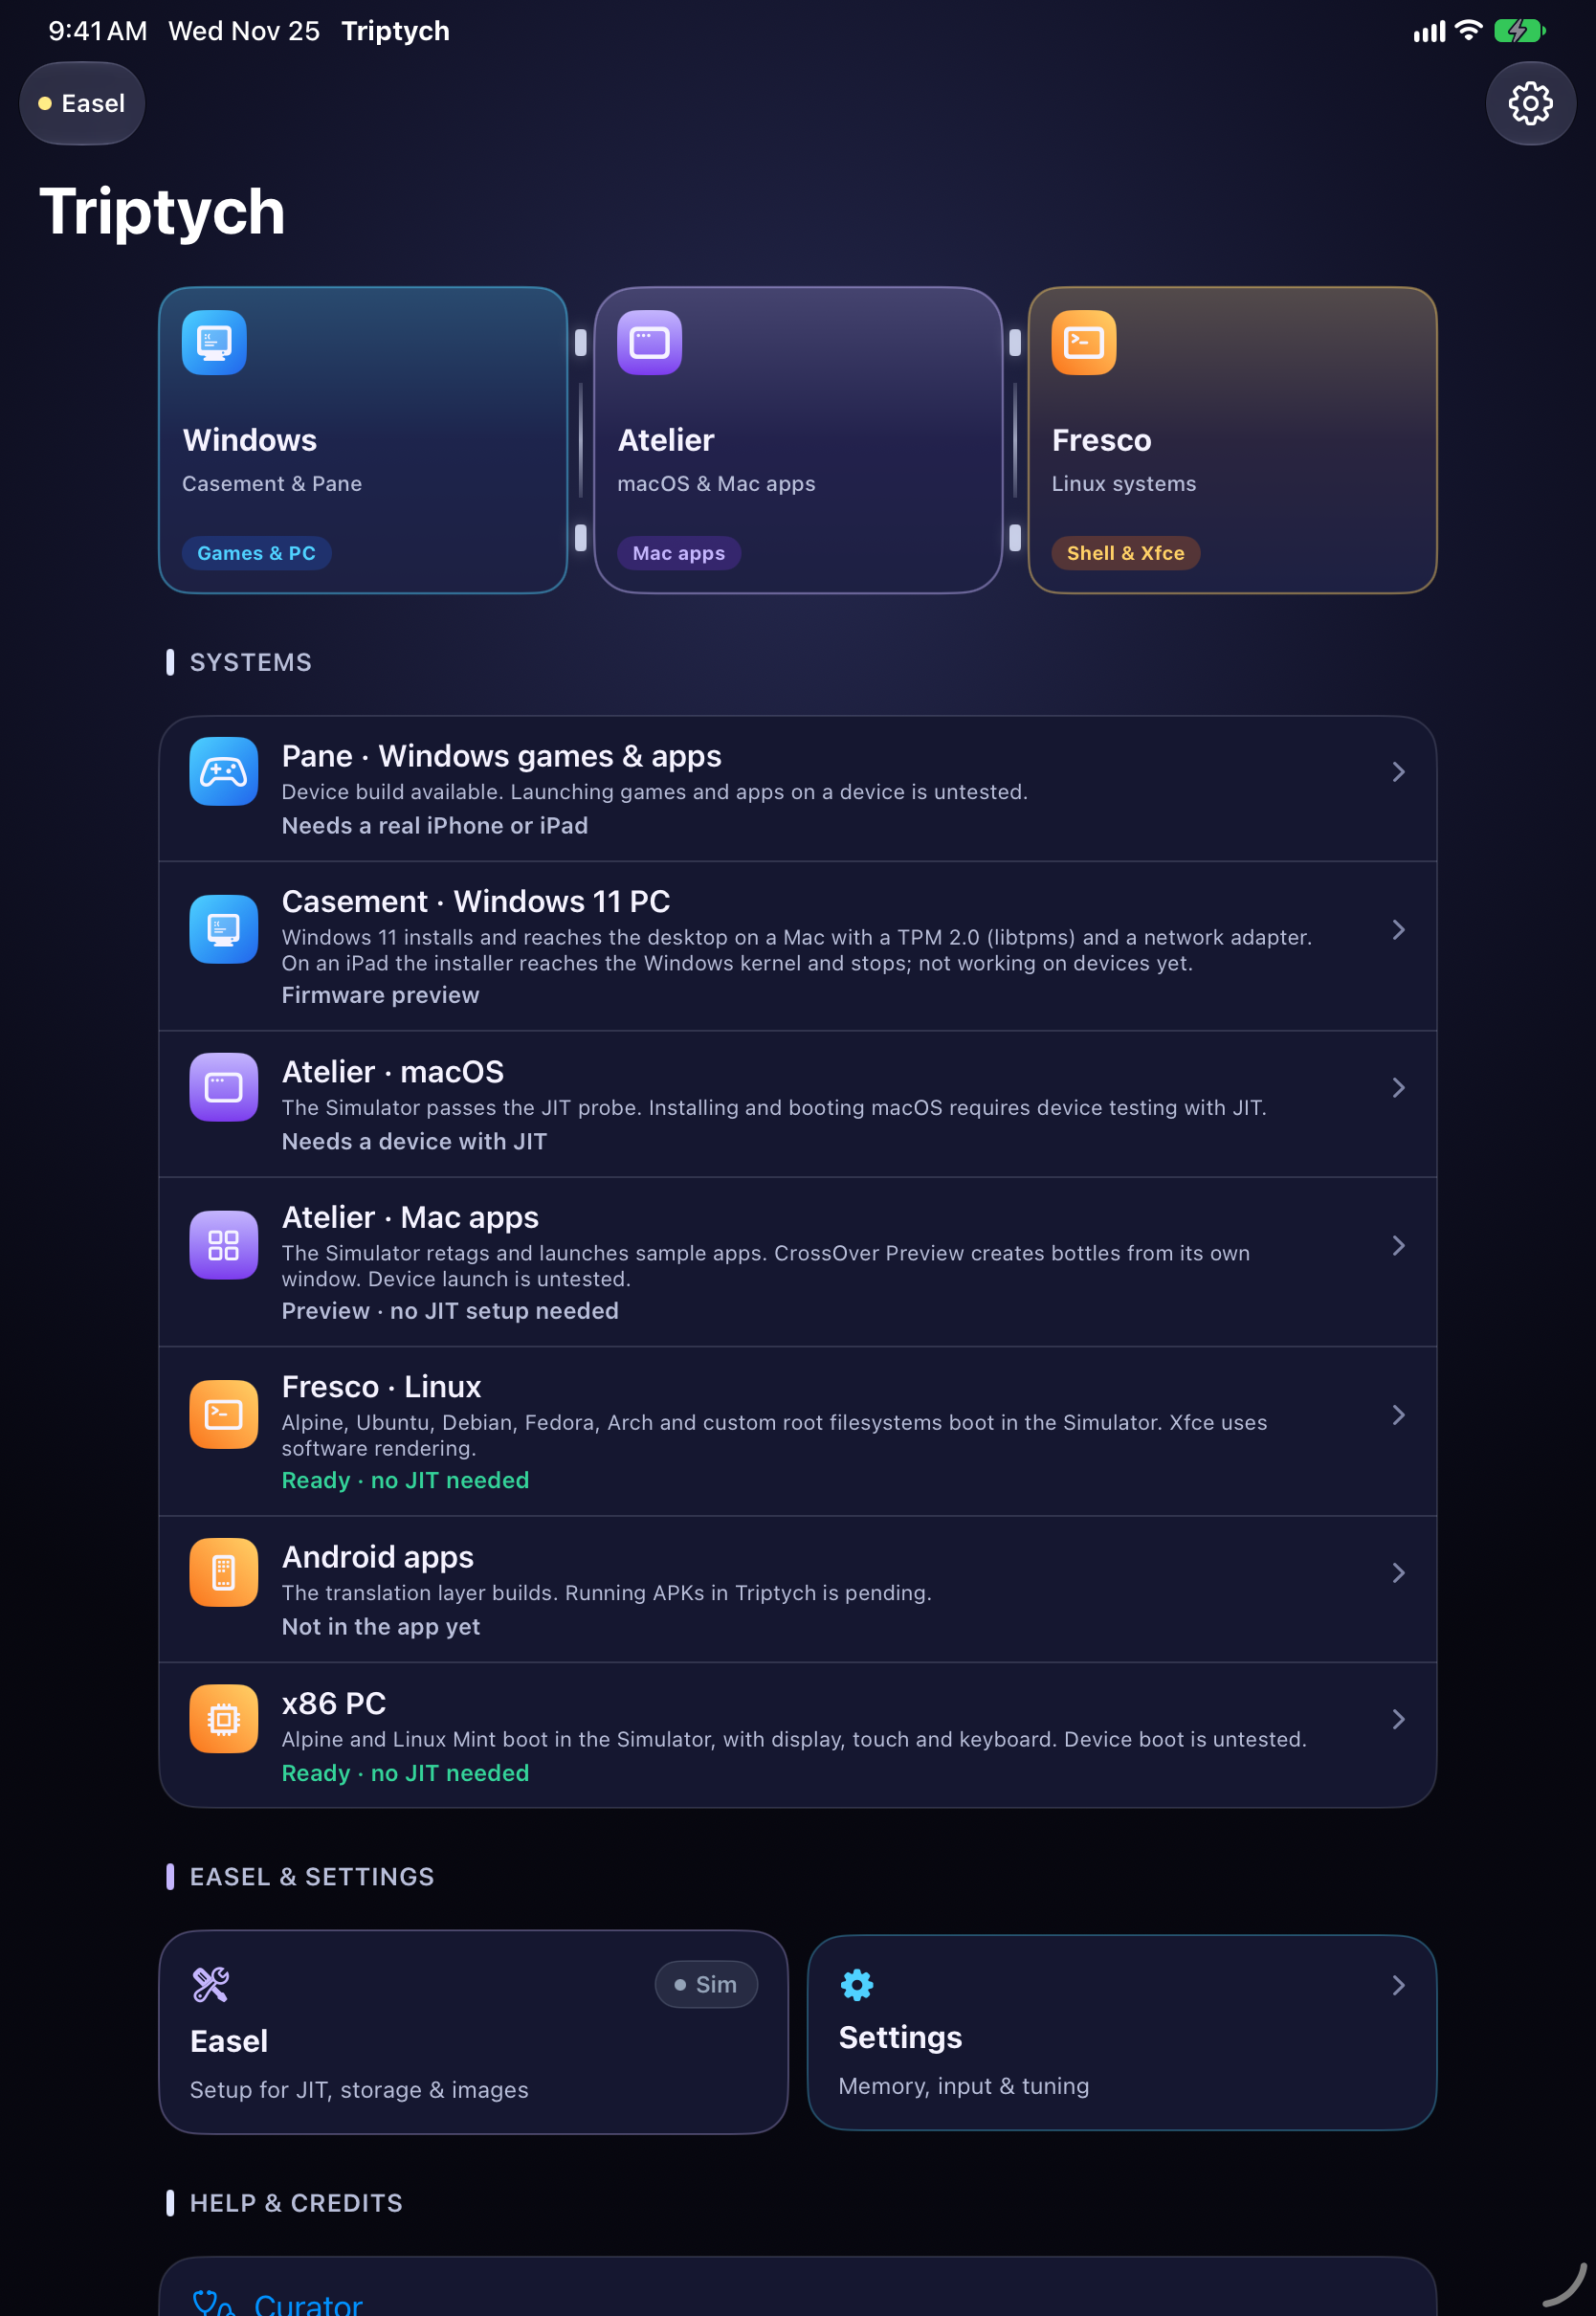 9:41 AM Wed Nov 25 Triptych
Easel
Triptych
Windows
Casement & Pane
Games & PC
Atelier
macOS & Mac apps
Mac apps
Fresco
Linux systems
Shell & Xfce
SYSTEMS
Pane · Windows games & apps
Device build available. Launching games and apps on a device is untested.
Needs a real iPhone or iPad
Casement · Windows 11 PC
Windows 11 installs and reaches the desktop on a Mac with a TPM 2.0 (libtpms) and a network adapter.
On an iPad the installer reaches the Windows kernel and stops; not working on devices yet.
Firmware preview
Atelier · macOS
The Simulator passes the JIT probe. Installing and booting macOS requires device testing with JIT.
Needs a device with JIT
Atelier · Mac apps
The Simulator retags and launches sample apps. CrossOver Preview creates bottles from its own
window. Device launch is untested.
Preview · no JIT setup needed
Fresco · Linux
Alpine, Ubuntu, Debian, Fedora, Arch and custom root filesystems boot in the Simulator. Xfce uses
software rendering.
Ready · no JIT needed
Android apps
The translation layer builds. Running APKs in Triptych is pending.
Not in the app yet
x86 PC
Alpine and Linux Mint boot in the Simulator, with display, touch and keyboard. Device boot is untested.
Ready · no JIT needed
EASEL & SETTINGS
Sim
Easel
Setup for JIT, storage & images
Settings
Memory, input & tuning
HELP & CREDITS
Curator